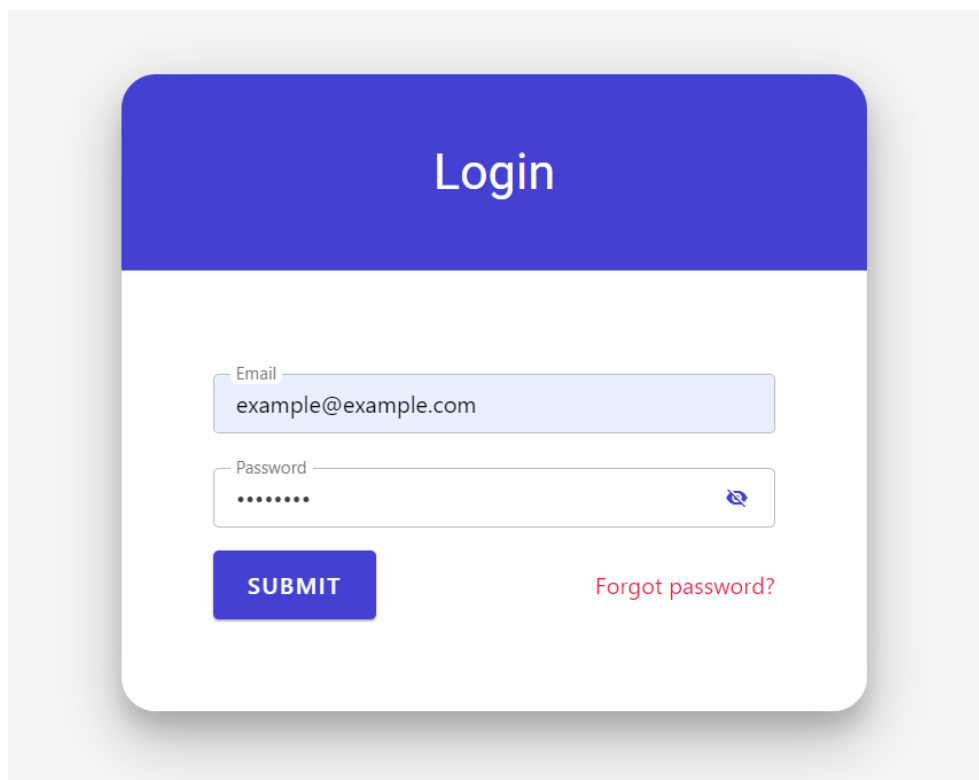 Login
Email
example@example.com
Password
••••••••
SUBMIT
Forgot password?